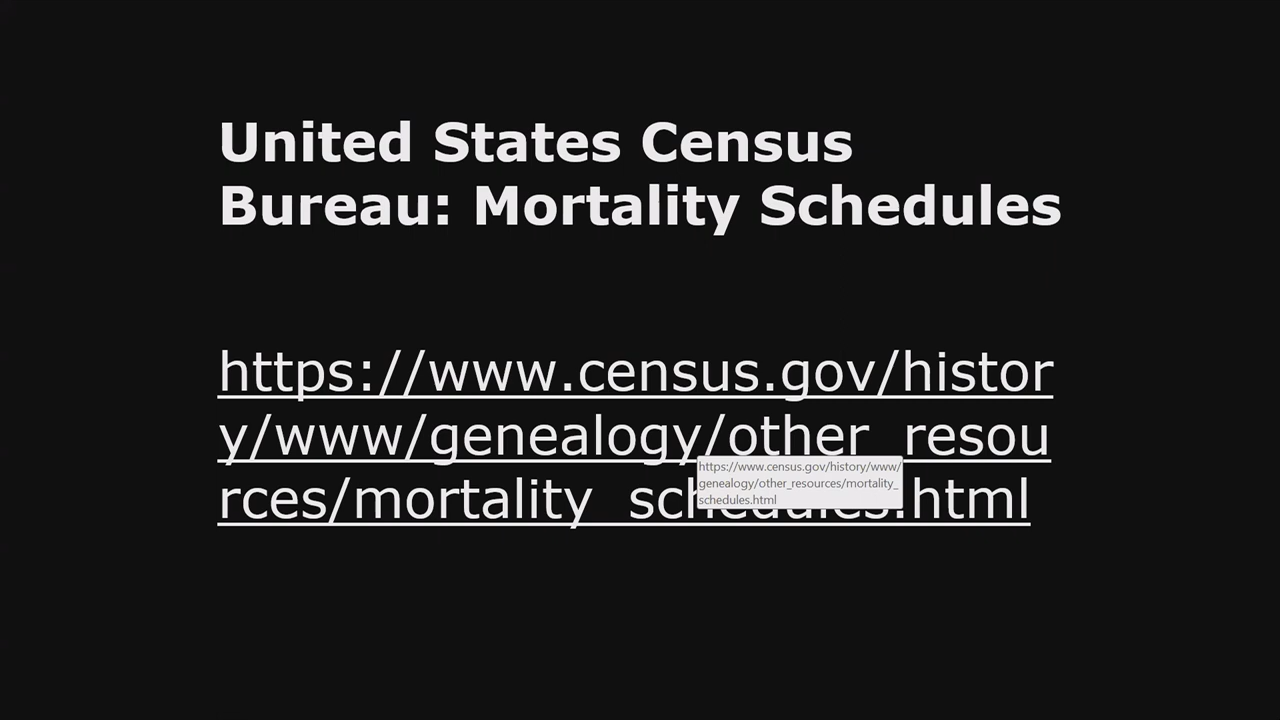 United States Census
Bureau: Mortality Schedules
https://www.census.gov/histor
y/www/genealogy/other_resou
rces/mortality_schedules.html
https://www.census.gov/history/www/
genealogy/other_resources/mortality_
schedules.html